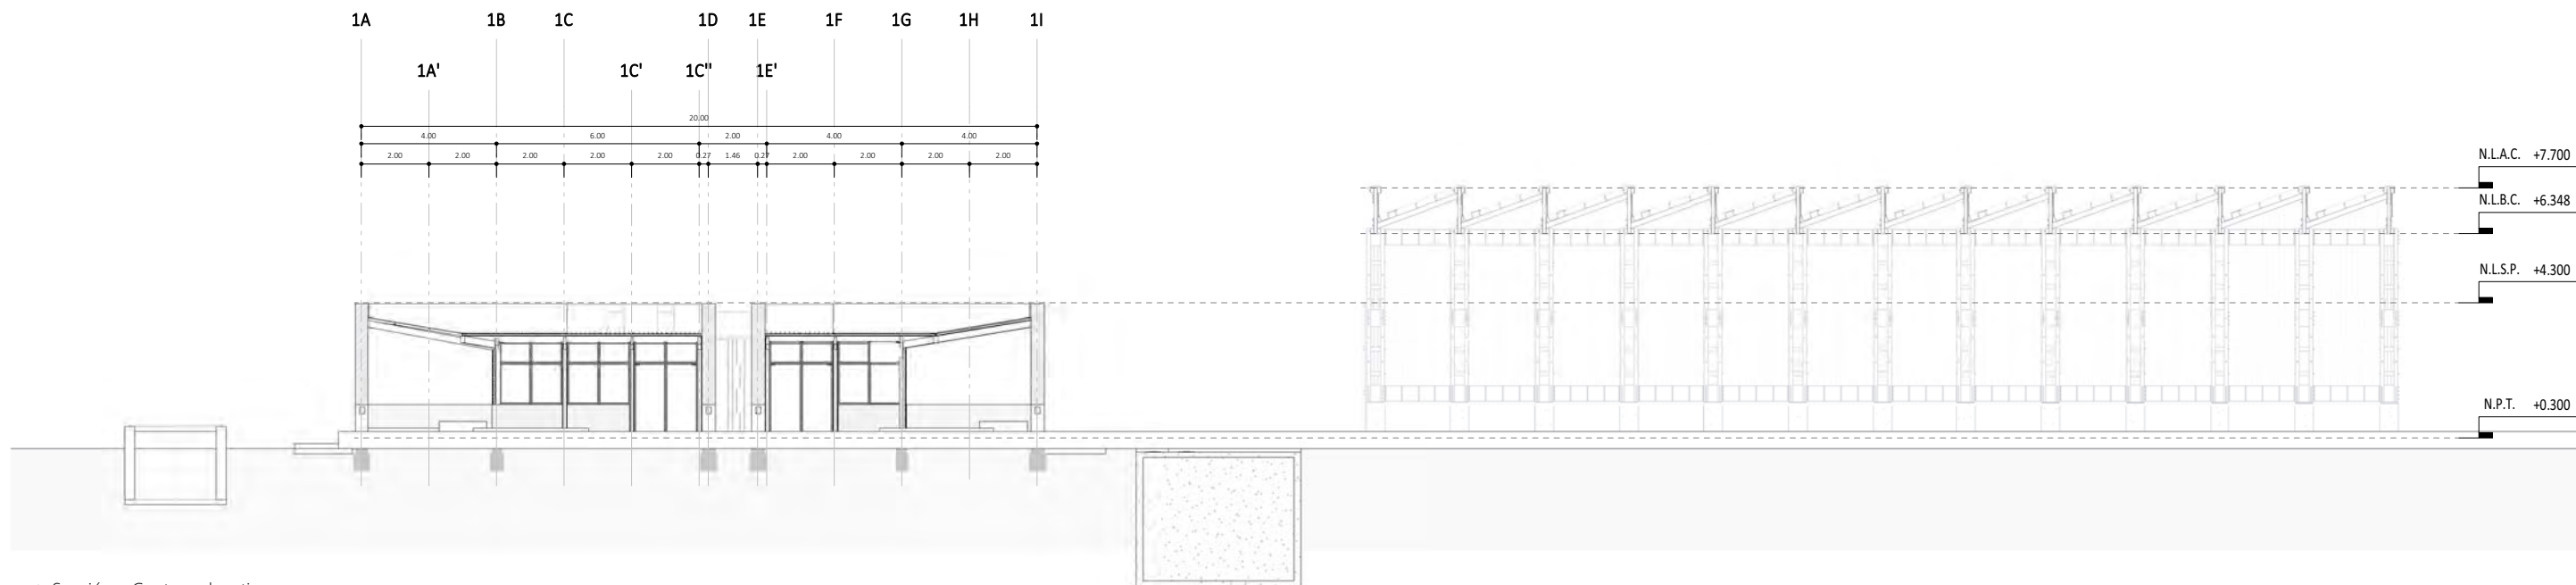 1A 1B 1C 1D 1E 1F 1G 1H 1I
1A' 1C' 1C'' 1E'
20.00
4.00 6.00 2.00 4.00 4.00
2.00 2.00 2.00 2.00 2.00 0.27 1.46 0.27 2.00 2.00 2.00 2.00
N.L.A.C. +7.700
N.L.B.C. +6.348
N.L.S.P. +4.300
N.P.T. +0.300